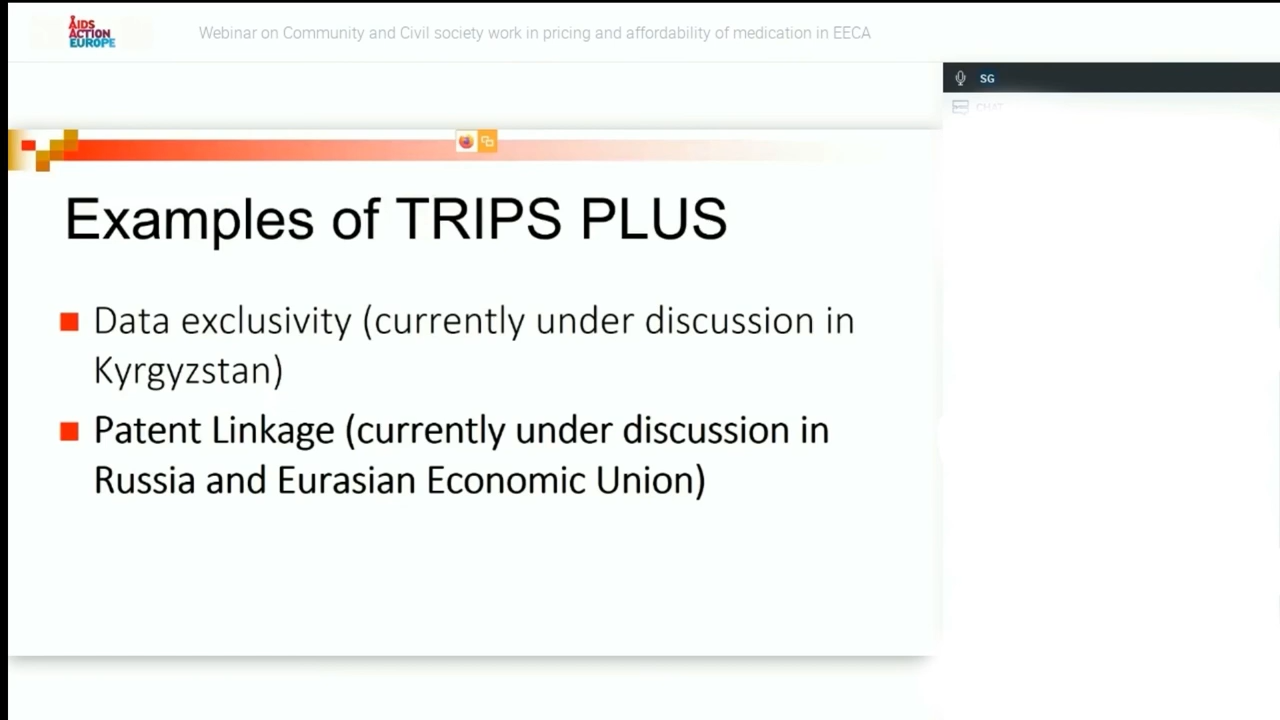 AIDS
ACTION
EUROPE
Webinar on Community and Civil society work in pricing and affordability of medication in EECA
SG
CHAT
Examples of TRIPS PLUS
Data exclusivity (currently under discussion in
Kyrgyzstan)
Patent Linkage (currently under discussion in
Russia and Eurasian Economic Union)